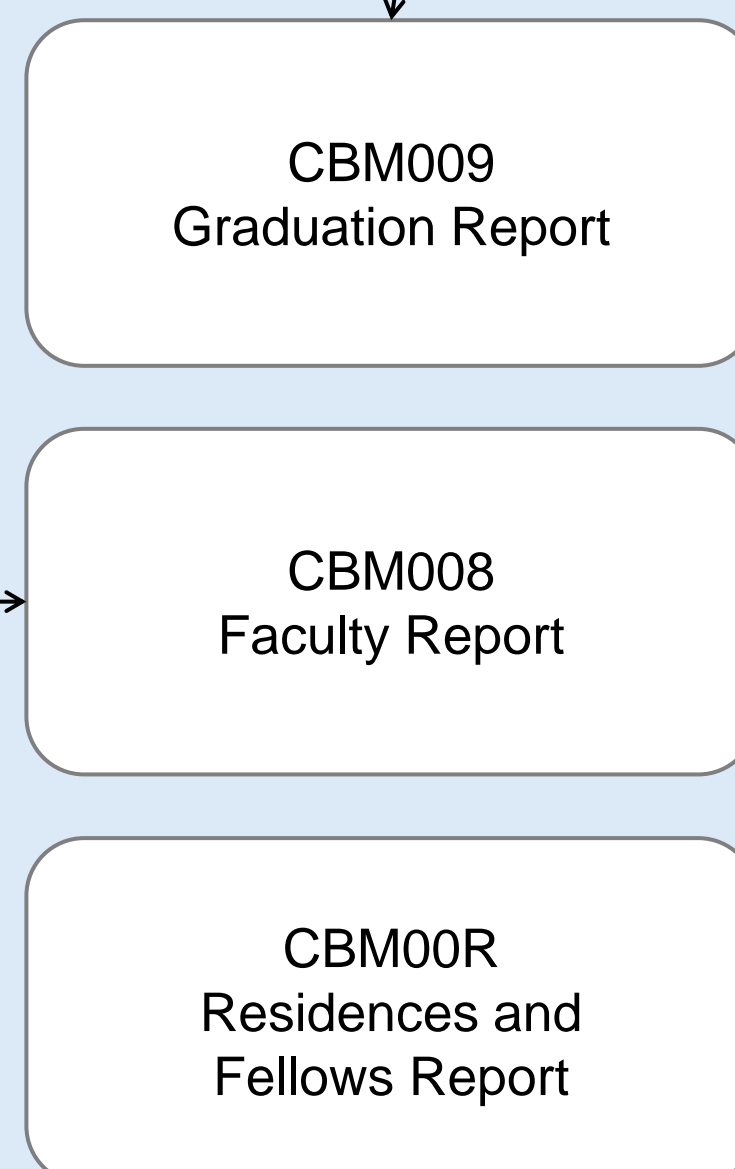 CBM009
Graduation Report
CBM008
Faculty Report
CBM00R
Residences and
Fellows Report